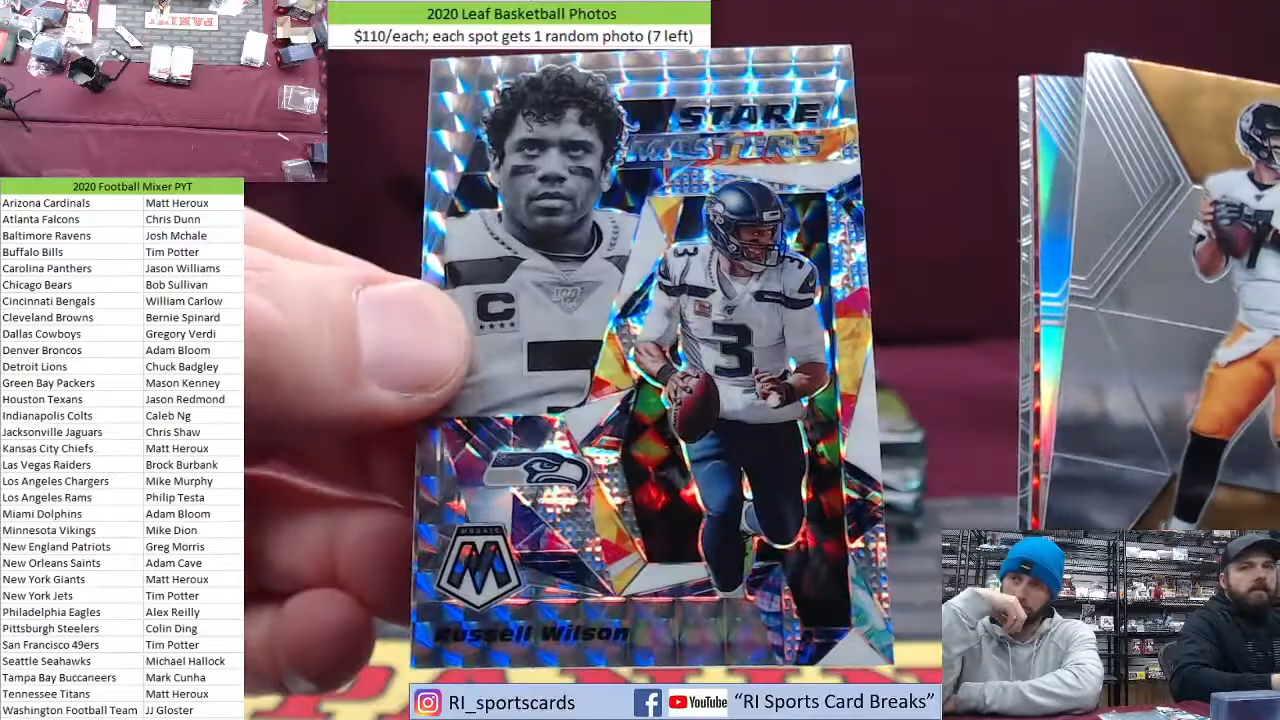 PANINI
2020 Leaf Basketball Photos
$110/each; each spot gets 1 random photo (7 left)
2020 Football Mixer PYT
Arizona Cardinals Matt Heroux
Atlanta Falcons Chris Dunn
Baltimore Ravens Josh Mchale
Buffalo Bills Tim Potter
Carolina Panthers Jason Williams
Chicago Bears Bob Sullivan
Cincinnati Bengals William Carlow
Cleveland Browns Bernie Spinard
Dallas Cowboys Gregory Verdi
Denver Broncos Adam Bloom
Detroit Lions Chuck Badgley
Green Bay Packers Mason Kenney
Houston Texans Jason Redmond
Indianapolis Colts Caleb Ng
Jacksonville Jaguars Chris Shaw
Kansas City Chiefs Matt Heroux
Las Vegas Raiders Brock Burbank
Los Angeles Chargers Mike Murphy
Los Angeles Rams Philip Testa
Miami Dolphins Adam Bloom
Minnesota Vikings Mike Dion
New England Patriots Greg Morris
New Orleans Saints Adam Cave
New York Giants Matt Heroux
New York Jets Tim Potter
Philadelphia Eagles Alex Reilly
Pittsburgh Steelers Colin Ding
San Francisco 49ers Tim Potter
Seattle Seahawks Michael Hallock
Tampa Bay Buccaneers Mark Cunha
Tennessee Titans Matt Heroux
Washington Football Team JJ Gloster
STARE
MASTERS
C
3
3
MOSAIC
M
Russell Wilson
7
RI_sportscards
YouTube "RI Sports Card Breaks"